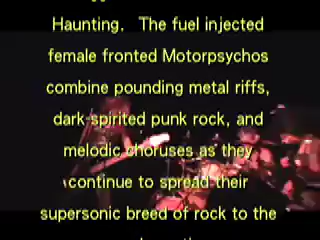 Haunting. The fuel injected
female fronted Motorpsychos
combine pounding metal riffs,
dark spirited punk rock, and
melodic choruses as they
continue to spread their
supersonic breed of rock to the